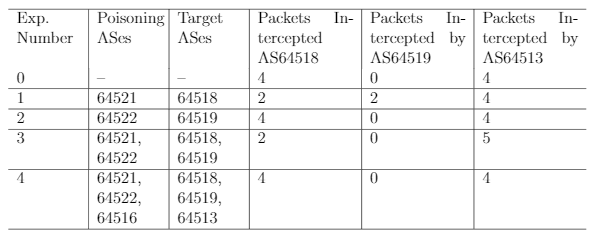 Exp. Poisoning Target Packets In- Packets In- Packets In-
Number ASes ASes tercepted tercepted by tercepted by
AS64518 AS64519 AS64513
0 – – 4 0 4
1 64521 64518 2 2 4
2 64522 64519 4 0 4
3 64521, 64518, 2 0 5
64522 64519
4 64521, 64518, 4 0 4
64522, 64519,
64516 64513